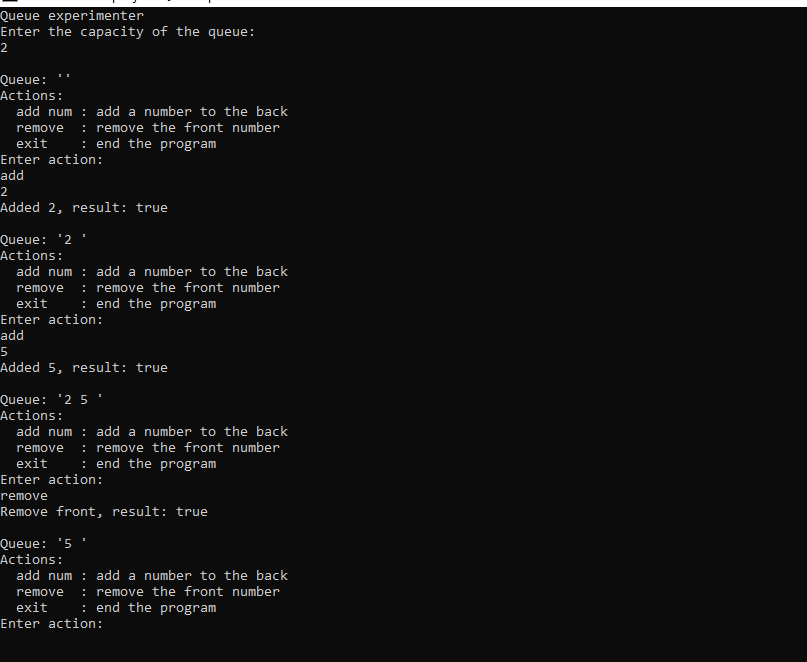 Queue experimenter
Enter the capacity of the queue:
2

Queue: ''
Actions:
  add num : add a number to the back
  remove  : remove the front number
  exit    : end the program
Enter action:
add
2
Added 2, result: true

Queue: '2 '
Actions:
  add num : add a number to the back
  remove  : remove the front number
  exit    : end the program
Enter action:
add
5
Added 5, result: true

Queue: '2 5 '
Actions:
  add num : add a number to the back
  remove  : remove the front number
  exit    : end the program
Enter action:
remove
Remove front, result: true

Queue: '5 '
Actions:
  add num : add a number to the back
  remove  : remove the front number
  exit    : end the program
Enter action: